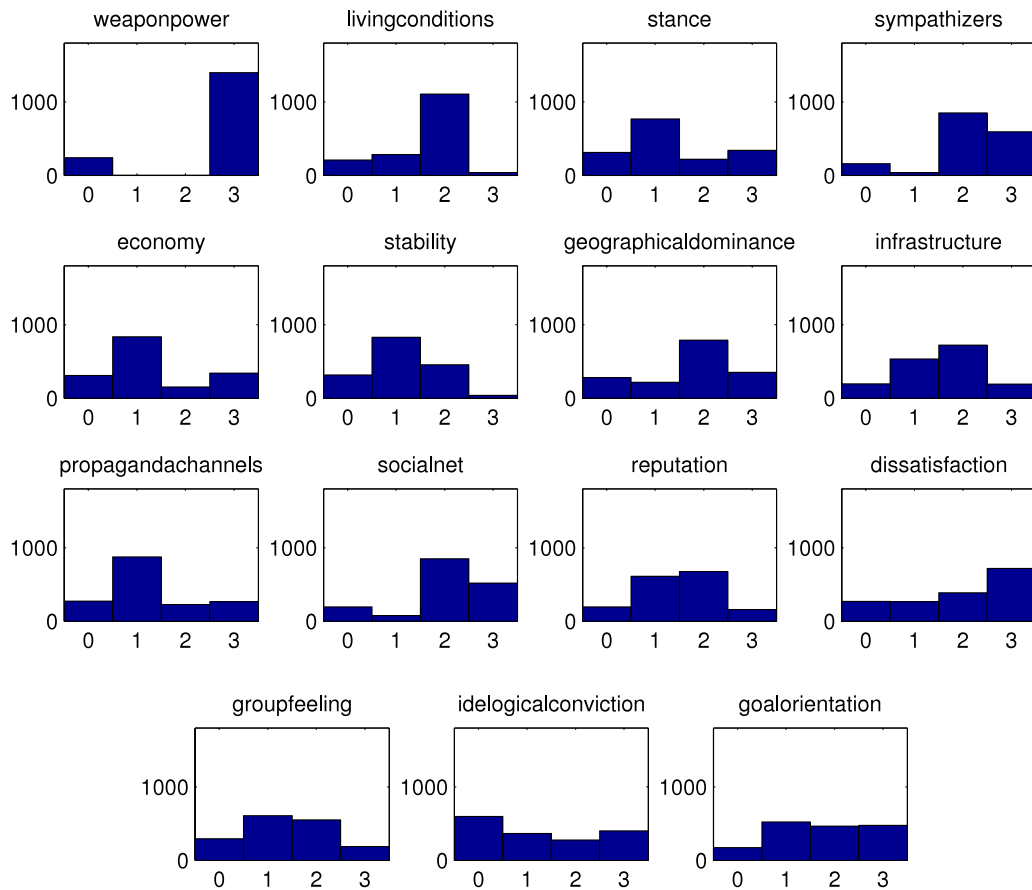 weaponpower livingconditions stance sympathizers
1000 1000 1000 1000
0 0 0 0
0 1 2 3 0 1 2 3 0 1 2 3 0 1 2 3
economy stability geographicaldominance infrastructure
1000 1000 1000 1000
0 0 0 0
0 1 2 3 0 1 2 3 0 1 2 3 0 1 2 3
propagandachannels socialnet reputation dissatisfaction
1000 1000 1000 1000
0 0 0 0
0 1 2 3 0 1 2 3 0 1 2 3 0 1 2 3
groupfeeling idelogicalconviction goalorientation
1000 1000 1000
0 0 0
0 1 2 3 0 1 2 3 0 1 2 3